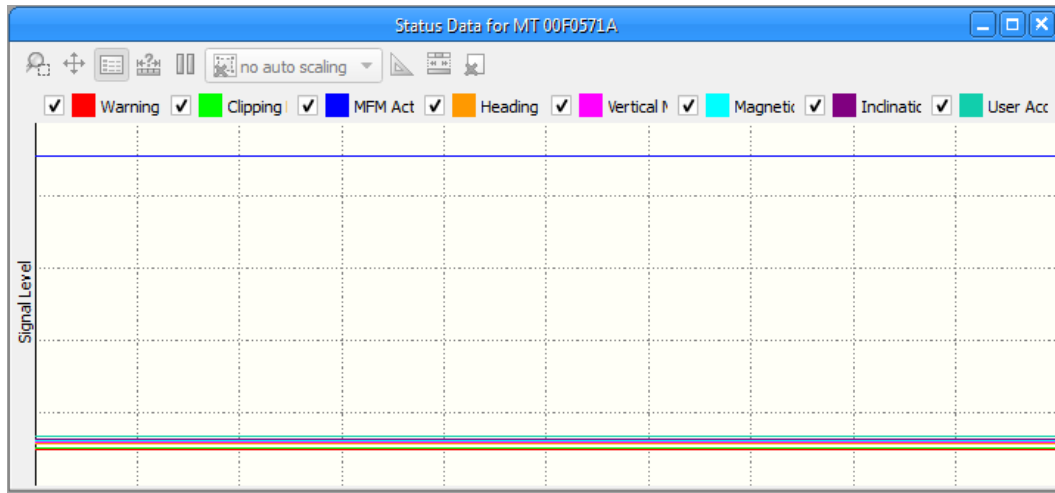 Status Data for MT 00F0571A
no auto scaling
Warning Clipping MFM Act Heading Vertical Magnetic Inclinatic User Acc
Signal Level